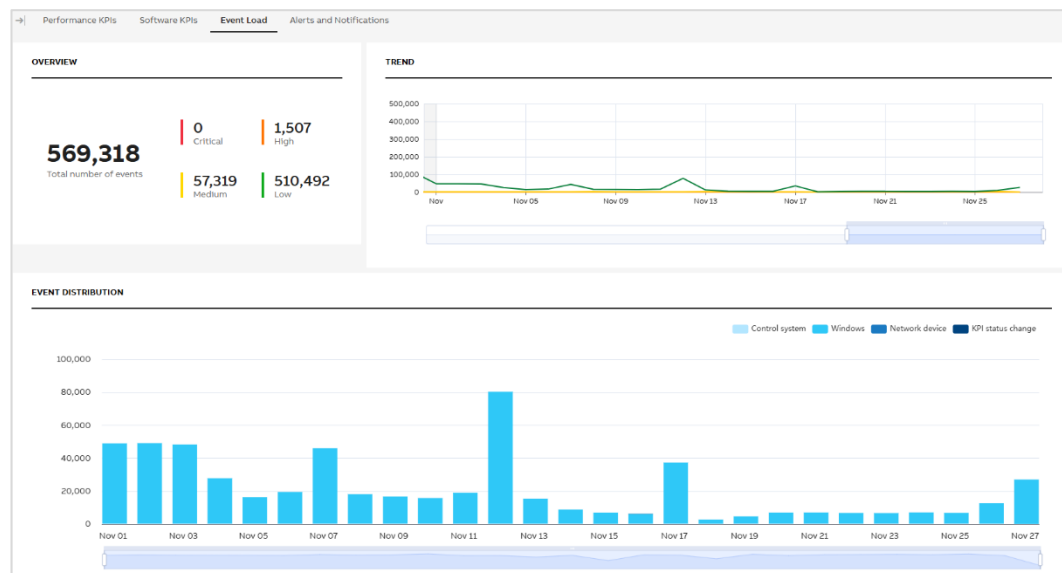 Performance KPIs Software KPIs Event Load Alerts and Notifications
OVERVIEW
569,318
Total number of events
0
Critical
1,507
High
57,319
Medium
510,492
Low
TREND
500,000
400,000
300,000
200,000
100,000
0
Nov Nov 05 Nov 09 Nov 13 Nov 17 Nov 21 Nov 25
EVENT DISTRIBUTION
Control system Windows Network device KPI status change
100,000
80,000
60,000
40,000
20,000
0
Nov 01 Nov 03 Nov 05 Nov 07 Nov 09 Nov 11 Nov 13 Nov 15 Nov 17 Nov 19 Nov 21 Nov 23 Nov 25 Nov 27